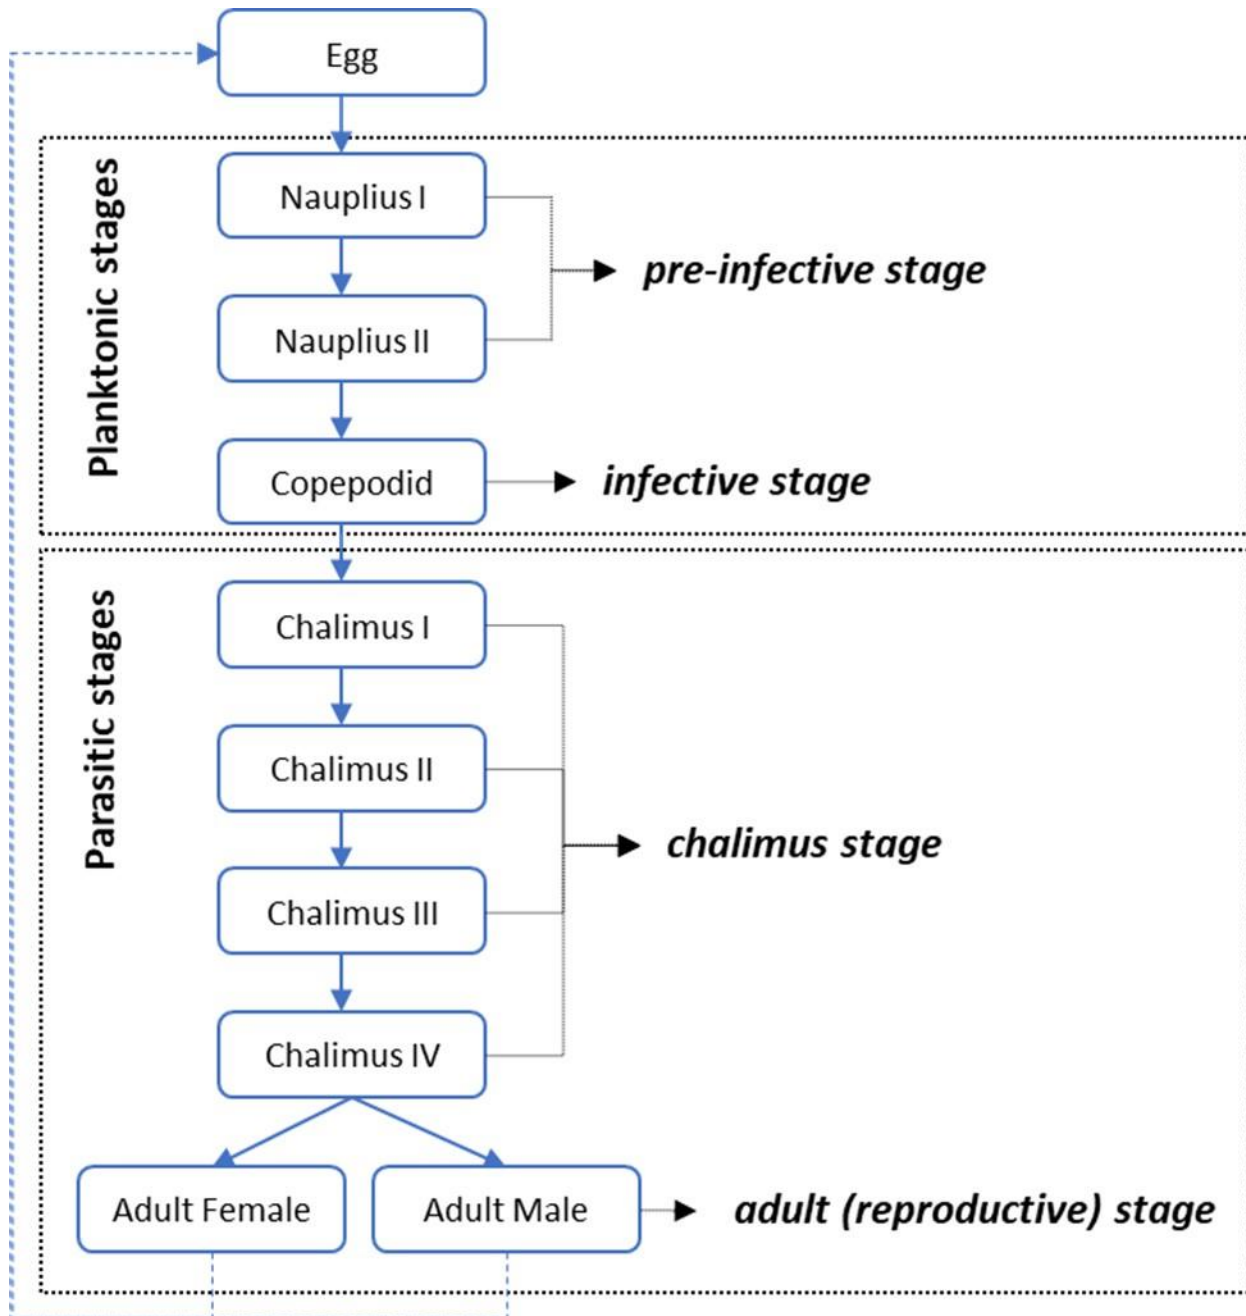 Egg
Planktonic stages
Nauplius I
pre-infective stage
Nauplius II
Copepodid
infective stage
Parasitic stages
Chalimus I
Chalimus II
chalimus stage
Chalimus III
Chalimus IV
Adult Female
Adult Male
adult (reproductive) stage